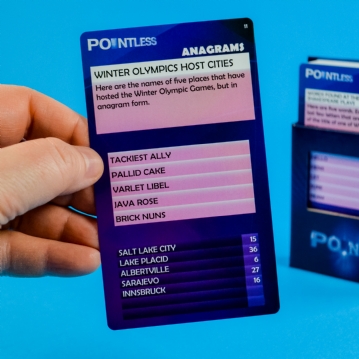 POINTLESS
ANAGRAMS
WINTER OLYMPICS HOST CITIES
Here are the names of five places that have
hosted the Winter Olympic Games, but in
anagram form.
TACKIEST ALLY
PALLID CAKE
VARLET LIBEL
JAVA ROSE
BRICK NUNS
SALT LAKE CITY 15
LAKE PLACID 36
ALBERTVILLE 6
SARAJEVO 27
INNSBRUCK 16
POINTLESS